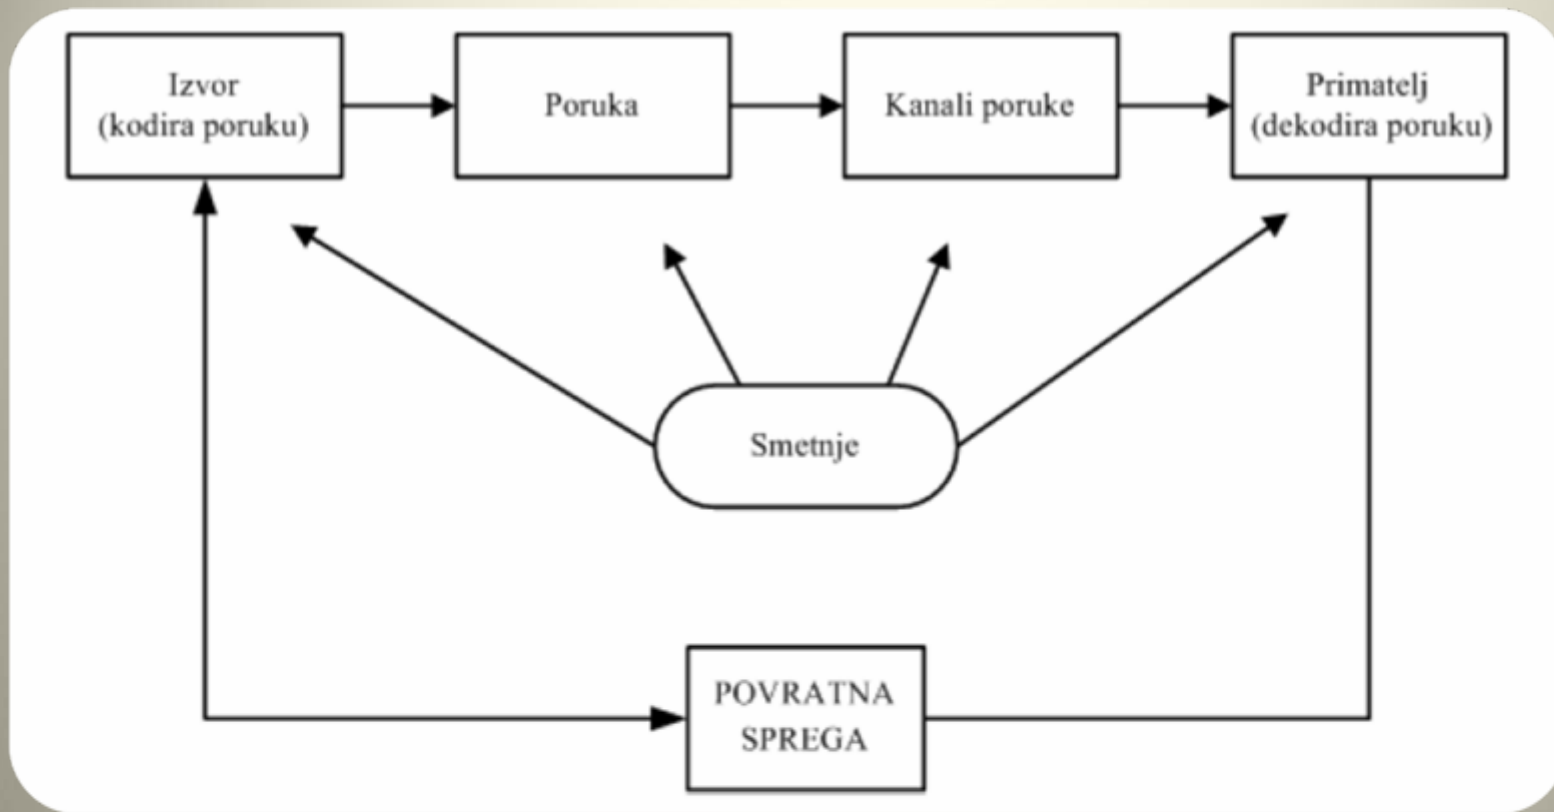 Izvor
(kodira poruku)
Poruka
Kanali poruke
Primatelj
(dekodira poruku)
Smetnje
POVRATNA
SPREGA